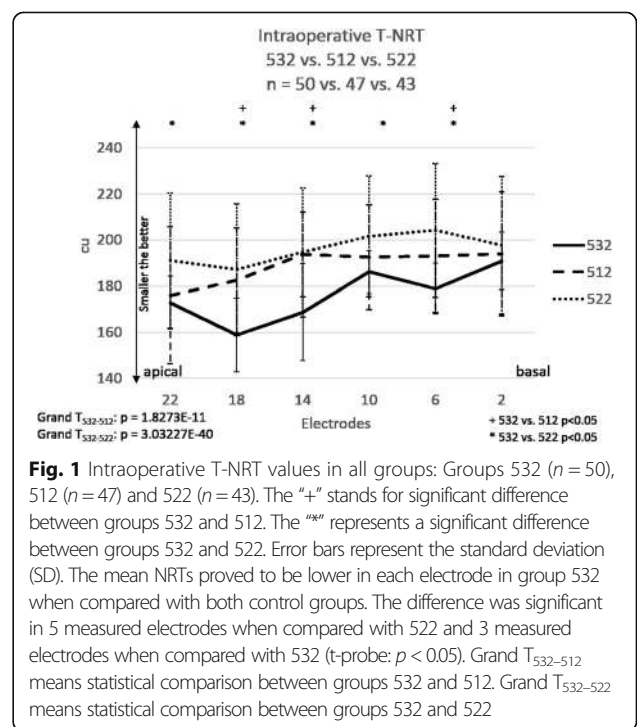 Intraoperative T-NRT
532 vs. 512 vs. 522
n = 50 vs. 47 vs. 43
+ + +
* * * * *
240
220
200
180
160
140
cu
Smaller the better
532
512
522
apical basal
22 18 14 10 6 2
Electrodes
Grand T532-512: p = 1.8273E-11
Grand T532-522: p = 3.03227E-40
+ 532 vs. 512 p<0.05
* 532 vs. 522 p<0.05
Fig. 1 Intraoperative T-NRT values in all groups: Groups 532 (n = 50),
512 (n = 47) and 522 (n = 43). The “+” stands for significant difference
between groups 532 and 512. The “*” represents a significant difference
between groups 532 and 522. Error bars represent the standard deviation
(SD). The mean NRTs proved to be lower in each electrode in group 532
when compared with both control groups. The difference was significant
in 5 measured electrodes when compared with 522 and 3 measured
electrodes when compared with 532 (t-probe: p < 0.05). Grand T532–512
means statistical comparison between groups 532 and 512. Grand T532–522
means statistical comparison between groups 532 and 522